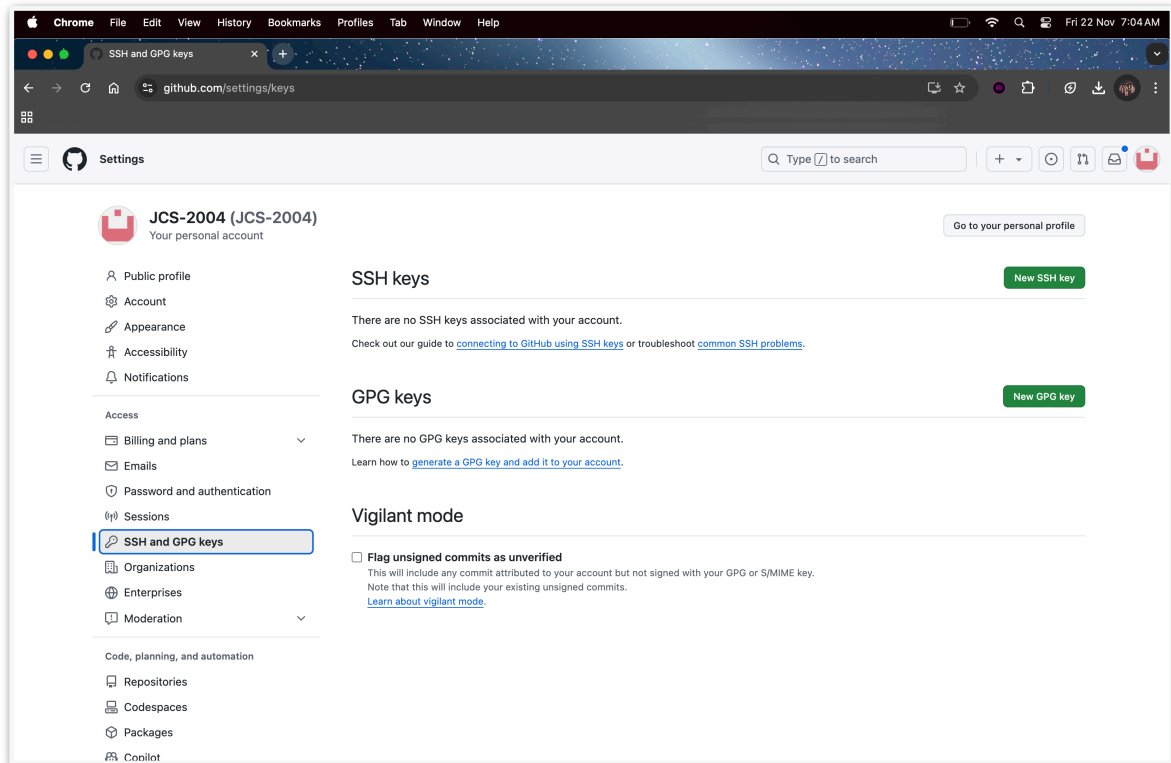 Chrome File Edit View History Bookmarks Profiles Tab Window Help Fri 22 Nov 7:04 AM
SSH and GPG keys
github.com/settings/keys
Settings
Type / to search
JCS-2004 (JCS-2004)
Your personal account
Go to your personal profile
Public profile
Account
Appearance
Accessibility
Notifications
Access
Billing and plans
Emails
Password and authentication
Sessions
SSH and GPG keys
Organizations
Enterprises
Moderation
Code, planning, and automation
Repositories
Codespaces
Packages
Copilot
SSH keys
New SSH key
There are no SSH keys associated with your account.
Check out our guide to connecting to GitHub using SSH keys or troubleshoot common SSH problems.
GPG keys
New GPG key
There are no GPG keys associated with your account.
Learn how to generate a GPG key and add it to your account.
Vigilant mode
Flag unsigned commits as unverified
This will include any commit attributed to your account but not signed with your GPG or S/MIME key.
Note that this will include your existing unsigned commits.
Learn about vigilant mode.